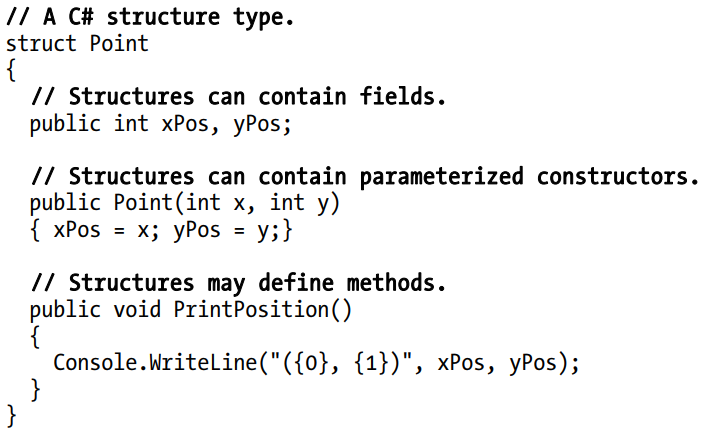 // A C# structure type.
struct Point
{
  // Structures can contain fields.
  public int xPos, yPos;

  // Structures can contain parameterized constructors.
  public Point(int x, int y)
  { xPos = x; yPos = y;}

  // Structures may define methods.
  public void PrintPosition()
  {
    Console.WriteLine("({0}, {1})", xPos, yPos);
  }
}